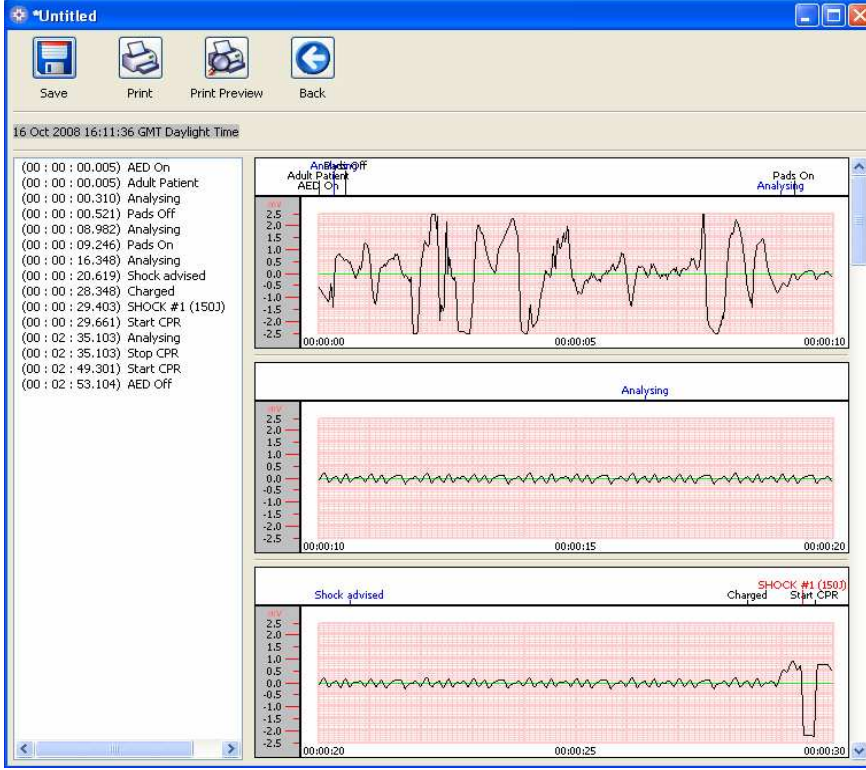 *Untitled
Save Print Print Preview Back
16 Oct 2008 16:11:36 GMT Daylight Time
(00 : 00 : 00.005) AED On
(00 : 00 : 00.005) Adult Patient
(00 : 00 : 00.310) Analysing
(00 : 00 : 00.521) Pads Off
(00 : 00 : 08.982) Analysing
(00 : 00 : 09.246) Pads On
(00 : 00 : 16.348) Analysing
(00 : 00 : 20.619) Shock advised
(00 : 00 : 28.348) Charged
(00 : 00 : 29.403) SHOCK #1 (150J)
(00 : 00 : 29.661) Start CPR
(00 : 02 : 35.103) Analysing
(00 : 02 : 35.103) Stop CPR
(00 : 02 : 49.301) Start CPR
(00 : 02 : 53.104) AED Off
Analysing Pads Off
Adult Patient Pads On
AED On Analysing
mV
2.5
2.0
1.5
1.0
0.5
0.0
-0.5
-1.0
-1.5
-2.0
-2.5
00:00:00 00:00:05 00:00:10
Analysing
mV
2.5
2.0
1.5
1.0
0.5
0.0
-0.5
-1.0
-1.5
-2.0
-2.5
00:00:10 00:00:15 00:00:20
SHOCK #1 (150J)
Shock advised Charged Start CPR
mV
2.5
2.0
1.5
1.0
0.5
0.0
-0.5
-1.0
-1.5
-2.0
-2.5
00:00:20 00:00:25 00:00:30